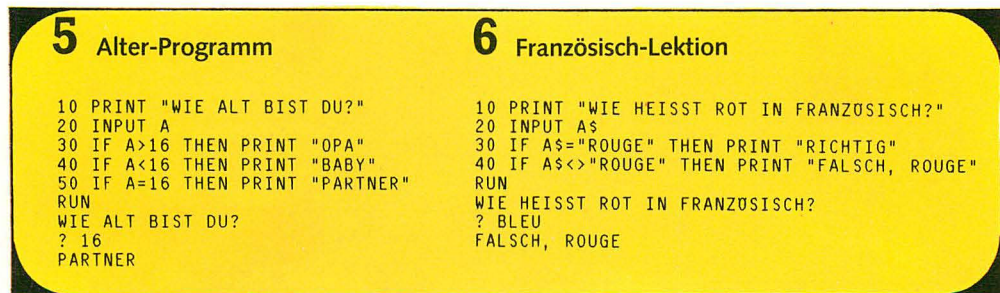 5 Alter-Programm
10 PRINT "WIE ALT BIST DU?"
20 INPUT A
30 IF A>16 THEN PRINT "OPA"
40 IF A<16 THEN PRINT "BABY"
50 IF A=16 THEN PRINT "PARTNER"
RUN
WIE ALT BIST DU?
? 16
PARTNER
6 Französisch-Lektion
10 PRINT "WIE HEISST ROT IN FRANZÖSISCH?"
20 INPUT A$
30 IF A$="ROUGE" THEN PRINT "RICHTIG"
40 IF A$<>"ROUGE" THEN PRINT "FALSCH, ROUGE"
RUN
WIE HEISST ROT IN FRANZÖSISCH?
? BLEU
FALSCH, ROUGE